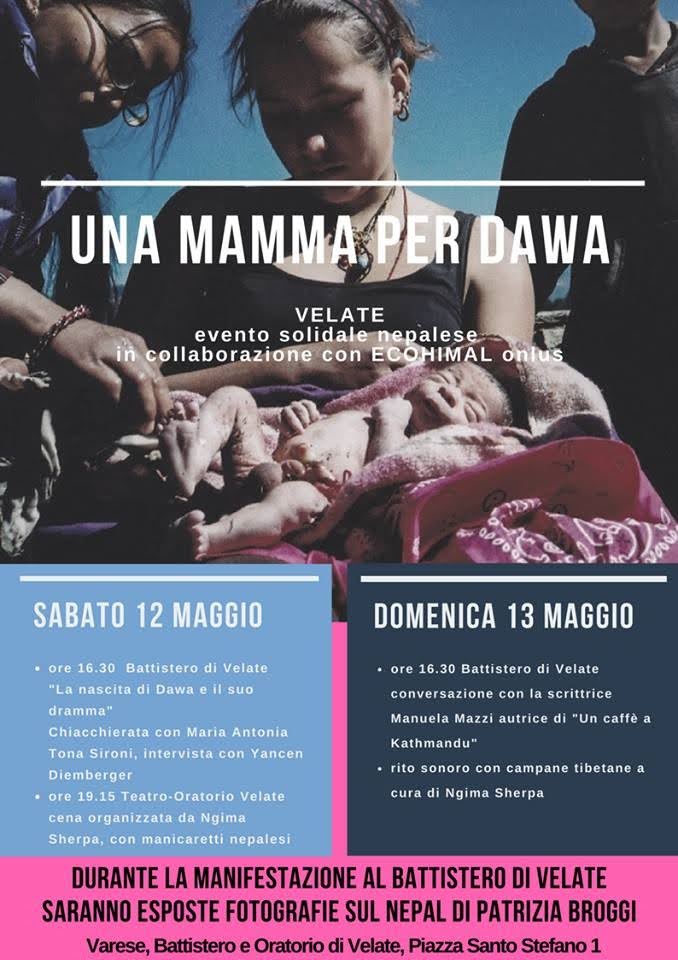 UNA MAMMA PER DAWA
VELATE
evento solidale nepalese
in collaborazione con ECOHIMAL onlus
SABATO 12 MAGGIO
• ore 16.30 Battistero di Velate
"La nascita di Dawa e il suo
dramma"
Chiacchierata con Maria Antonia
Tona Sironi, intervista con Yancen
Diemberger
• ore 19.15 Teatro-Oratorio Velate
cena organizzata da Ngima
Sherpa, con manicaretti nepalesi
DOMENICA 13 MAGGIO
• ore 16.30 Battistero di Velate
conversazione con la scrittrice
Manuela Mazzi autrice di "Un caffè a
Kathmandu"
• rito sonoro con campane tibetane a
cura di Ngima Sherpa
DURANTE LA MANIFESTAZIONE AL BATTISTERO DI VELATE
SARANNO ESPOSTE FOTOGRAFIE SUL NEPAL DI PATRIZIA BROGGI
Varese, Battistero e Oratorio di Velate, Piazza Santo Stefano 1